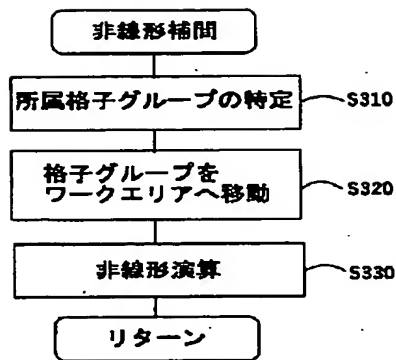 非線形補間
所属格子グループの特定
S310
格子グループを
ワークエリアへ移動
S320
非線形演算
S330
リターン